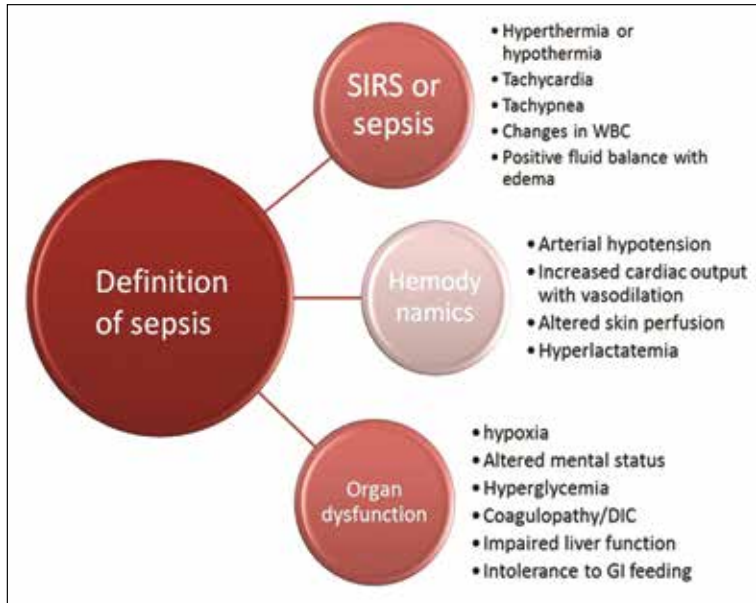 Definition
of sepsis
SIRS or
sepsis
• Hyperthermia or
hypothermia
• Tachycardia
• Tachypnea
• Changes in WBC
• Positive fluid balance with
edema
Hemody
namics
• Arterial hypotension
• Increased cardiac output
with vasodilation
• Altered skin perfusion
• Hyperlactatemia
Organ
dysfunction
• hypoxia
• Altered mental status
• Hyperglycemia
• Coagulopathy/DIC
• Impaired liver function
• Intolerance to GI feeding